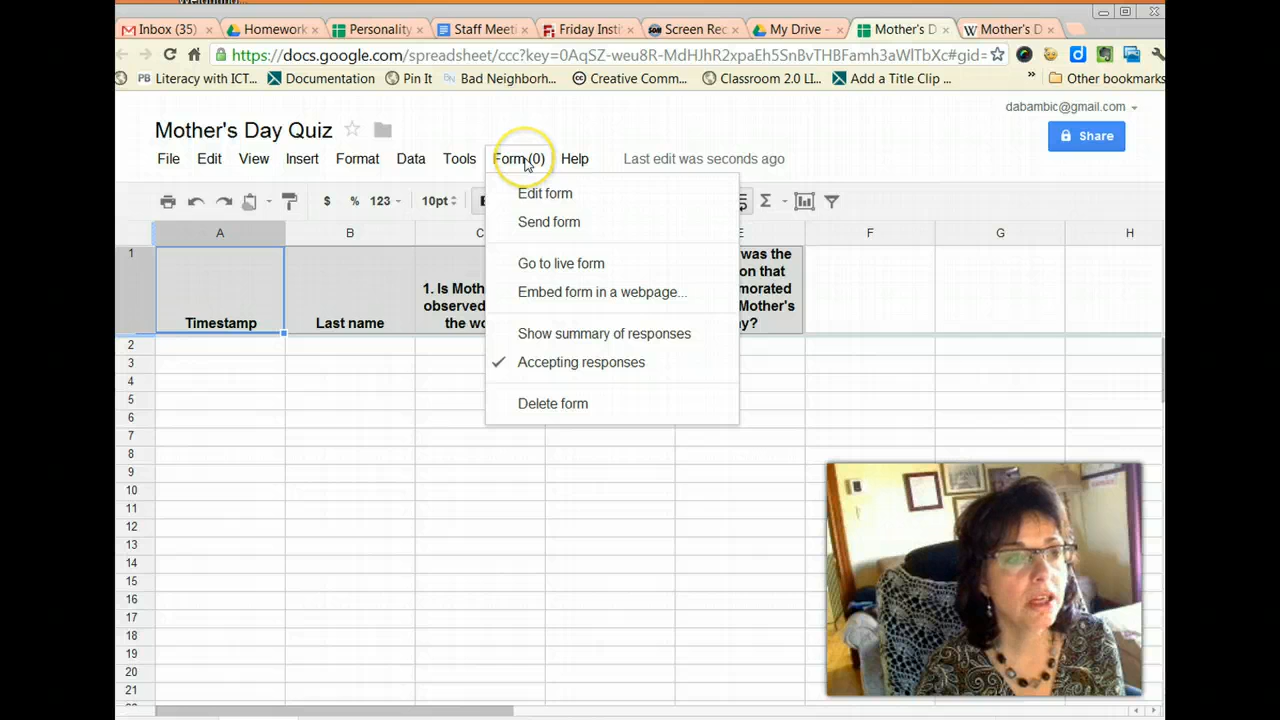 Inbox (35)
Homework
Personality
Staff Meet
Friday Insti
Screen Rec
My Drive -
Mother's D
Mother's D
https://docs.google.com/spreadsheet/ccc?key=0AqSZ-weu8R-MdHJhR2xpaEh5SnBvTHBFamh3aWlTbXc#gid=
Literacy with ICT...
Documentation
Pin It
Bad Neighborh...
Creative Comm...
Classroom 2.0 LI...
Add a Title Clip ...
»
Other bookmarks
dabambic@gmail.com
Mother's Day Quiz
Share
File Edit View Insert Format Data Tools Form (0) Help Last edit was seconds ago
$ % 123 10pt B Σ
Edit form
Send form
Go to live form
Embed form in a webpage...
Show summary of responses
Accepting responses
Delete form
A B C E F G H
1
Timestamp
Last name
1. Is Moth
observed
the wo
was the
on that
morated
Mother's
y?
2
3
4
5
6
7
8
9
10
11
12
13
14
15
16
17
18
19
20
21